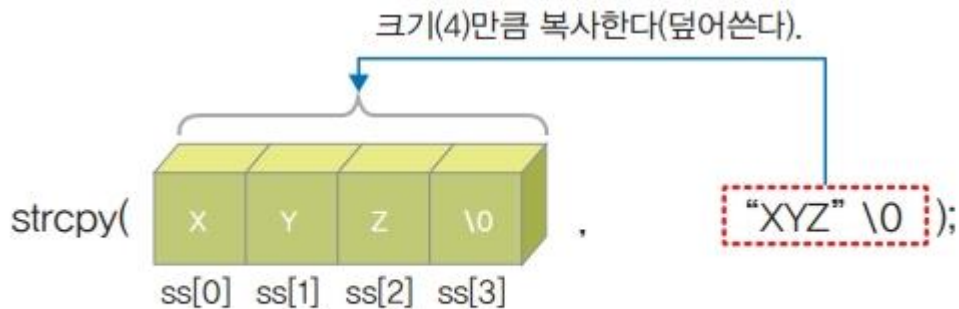 크기(4)만큼 복사한다(덮어쓴다).
strcpy( X Y Z \0 , “XYZ” \0 );
ss[0] ss[1] ss[2] ss[3]